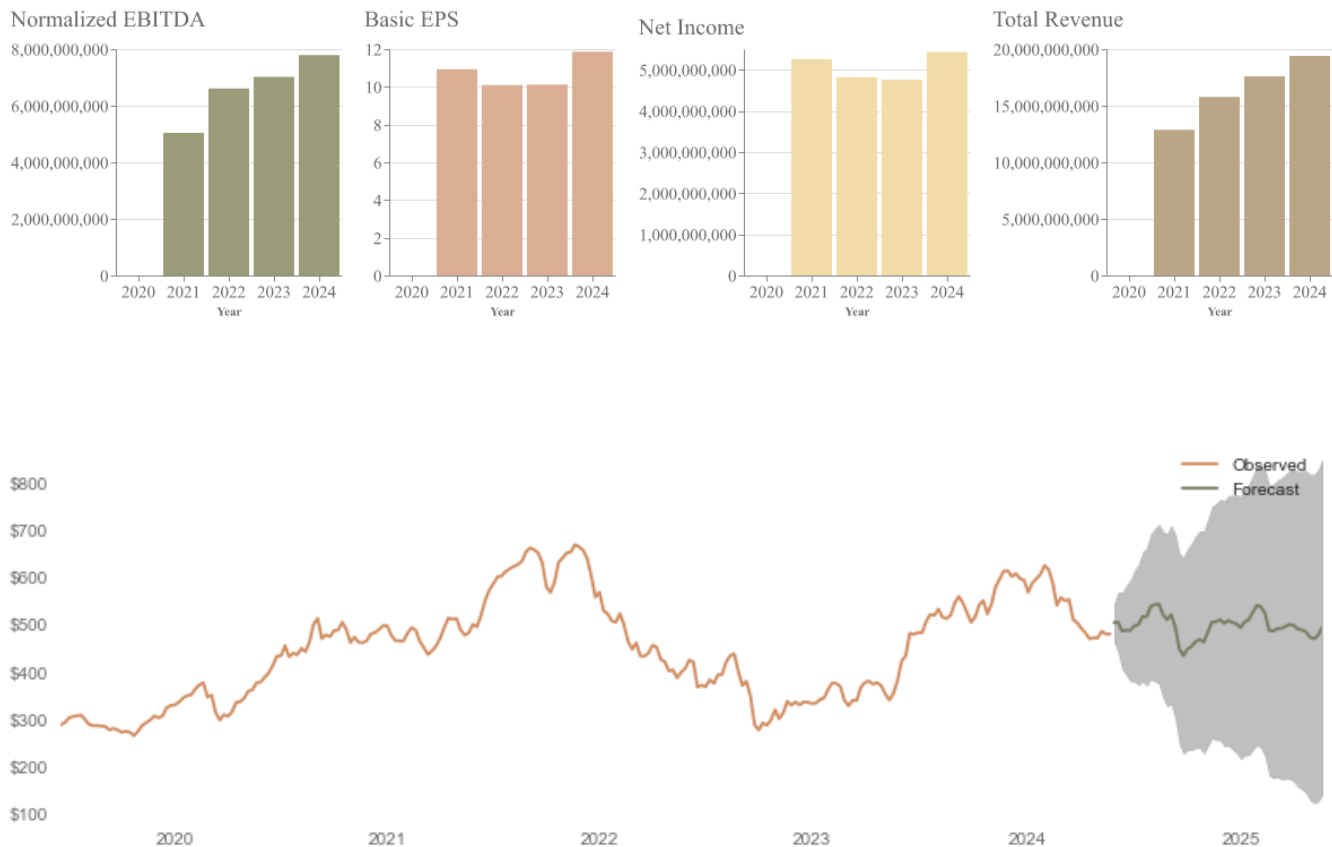 Normalized EBITDA
8,000,000,000
6,000,000,000
4,000,000,000
2,000,000,000
0
2020 2021 2022 2023 2024
Year
Basic EPS
12
10
8
6
4
2
0
2020 2021 2022 2023 2024
Year
Net Income
5,000,000,000
4,000,000,000
3,000,000,000
2,000,000,000
1,000,000,000
0
2020 2021 2022 2023 2024
Year
Total Revenue
20,000,000,000
15,000,000,000
10,000,000,000
5,000,000,000
0
2020 2021 2022 2023 2024
Year
Observed
Forecast
$800
$700
$600
$500
$400
$300
$200
$100
2020 2021 2022 2023 2024 2025